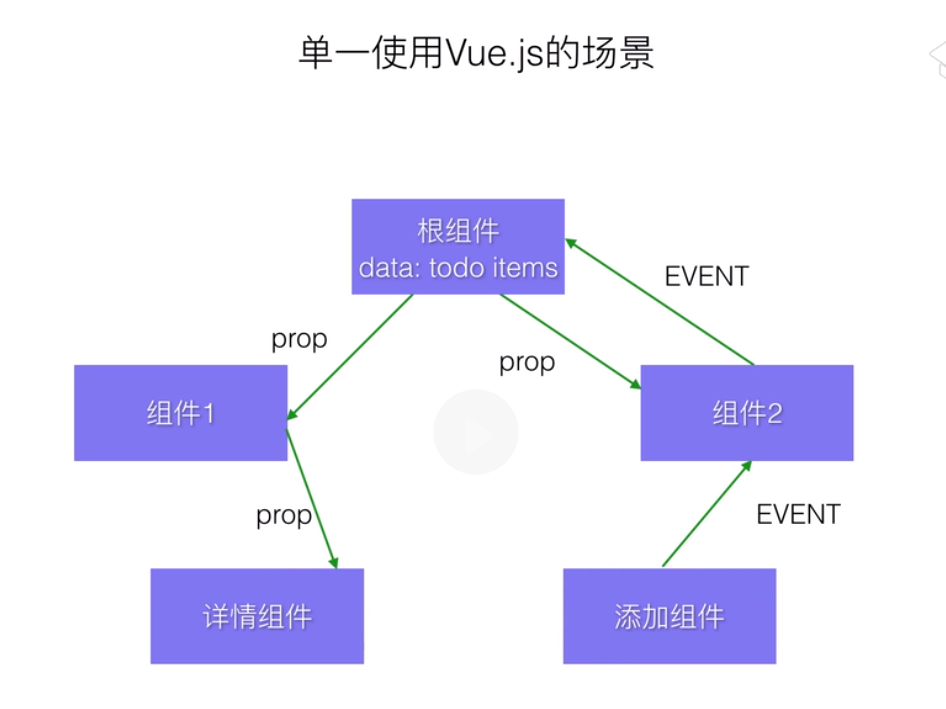 单一使用Vue.js的场景
根组件
data: todo items
EVENT
prop
prop
组件1
组件2
prop
EVENT
详情组件
添加组件